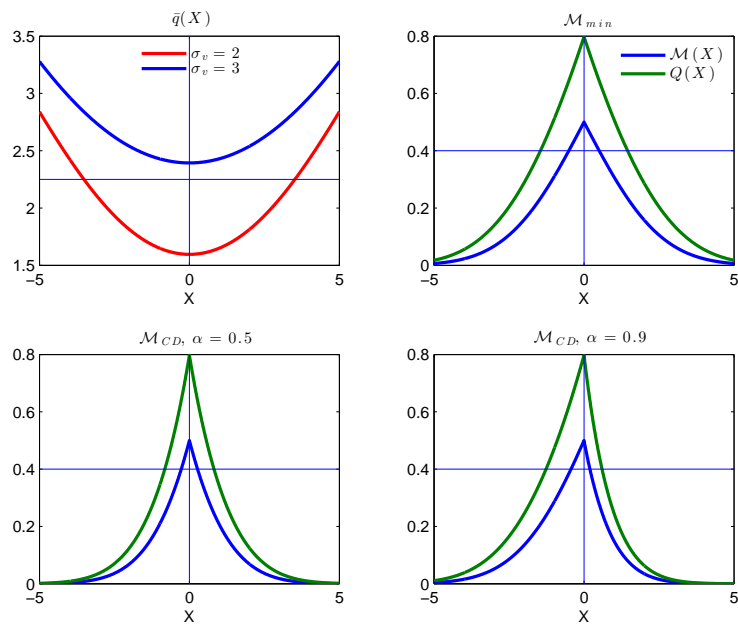 q̄(X)
3.5
3
2.5
2
1.5
−5
0
5
X
σ_v = 2
σ_v = 3
ℳ_min
0.8
0.6
0.4
0.2
0
−5
0
5
X
ℳ(X)
Q(X)
ℳ_CD, α = 0.5
0.8
0.6
0.4
0.2
0
−5
0
5
X
ℳ_CD, α = 0.9
0.8
0.6
0.4
0.2
0
−5
0
5
X